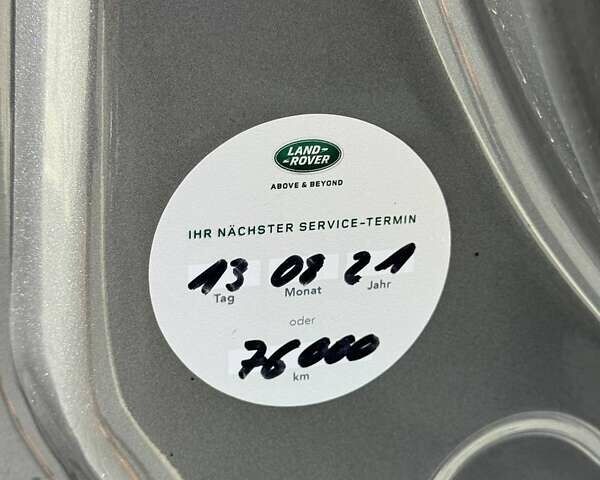 LAND-
-ROVER
ABOVE & BEYOND
IHR NÄCHSTER SERVICE-TERMIN
13 08 21
Tag Monat Jahr
oder
76000
km